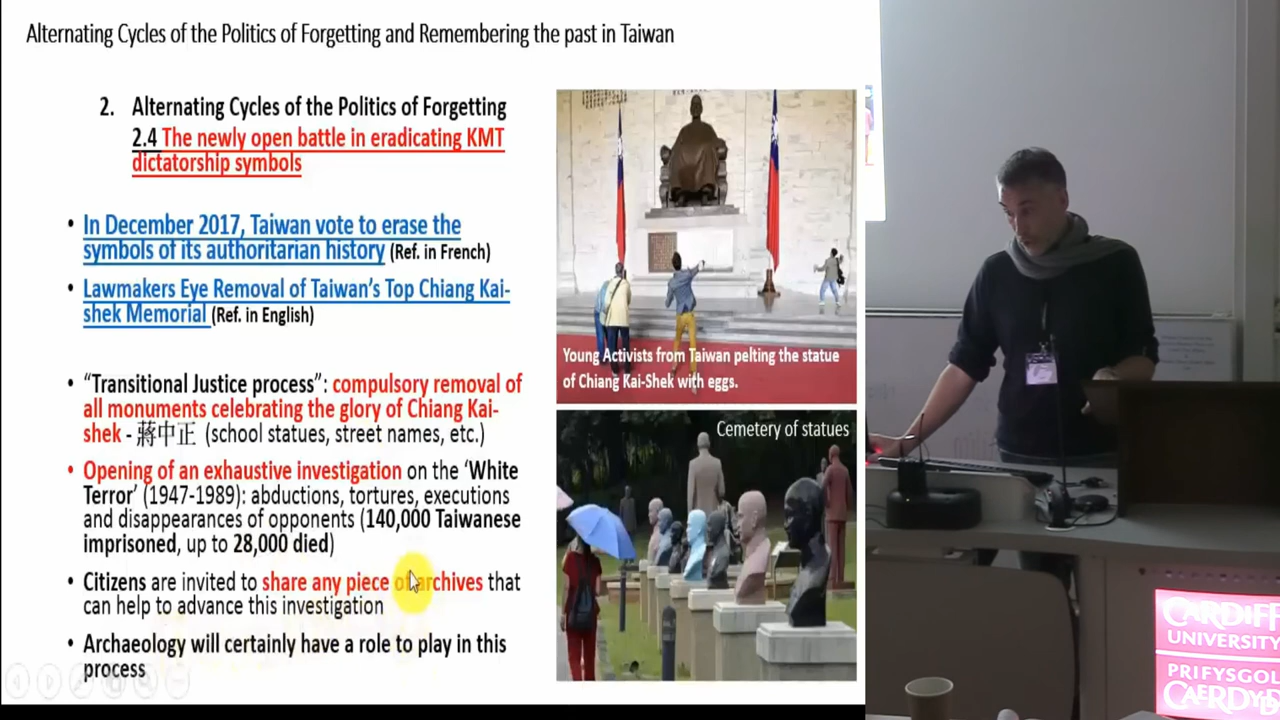 Alternating Cycles of the Politics of Forgetting and Remembering the past in Taiwan
2. Alternating Cycles of the Politics of Forgetting
2.4 The newly open battle in eradicating KMT
dictatorship symbols
• In December 2017, Taiwan vote to erase the
symbols of its authoritarian history (Ref. in French)
• Lawmakers Eye Removal of Taiwan's Top Chiang Kai-
shek Memorial (Ref. in English)
• “Transitional Justice process”: compulsory removal of
all monuments celebrating the glory of Chiang Kai-
shek - 蔣中正 (school statues, street names, etc.)
• Opening of an exhaustive investigation on the ‘White
Terror’ (1947-1989): abductions, tortures, executions
and disappearances of opponents (140,000 Taiwanese
imprisoned, up to 28,000 died)
• Citizens are invited to share any piece of archives that
can help to advance this investigation
• Archaeology will certainly have a role to play in this
process
Young Activists from Taiwan pelting the statue
of Chiang Kai-Shek with eggs.
Cemetery of statues
CARDIFF
UNIVERSITY
PRIFYSGOL
CAERDYD